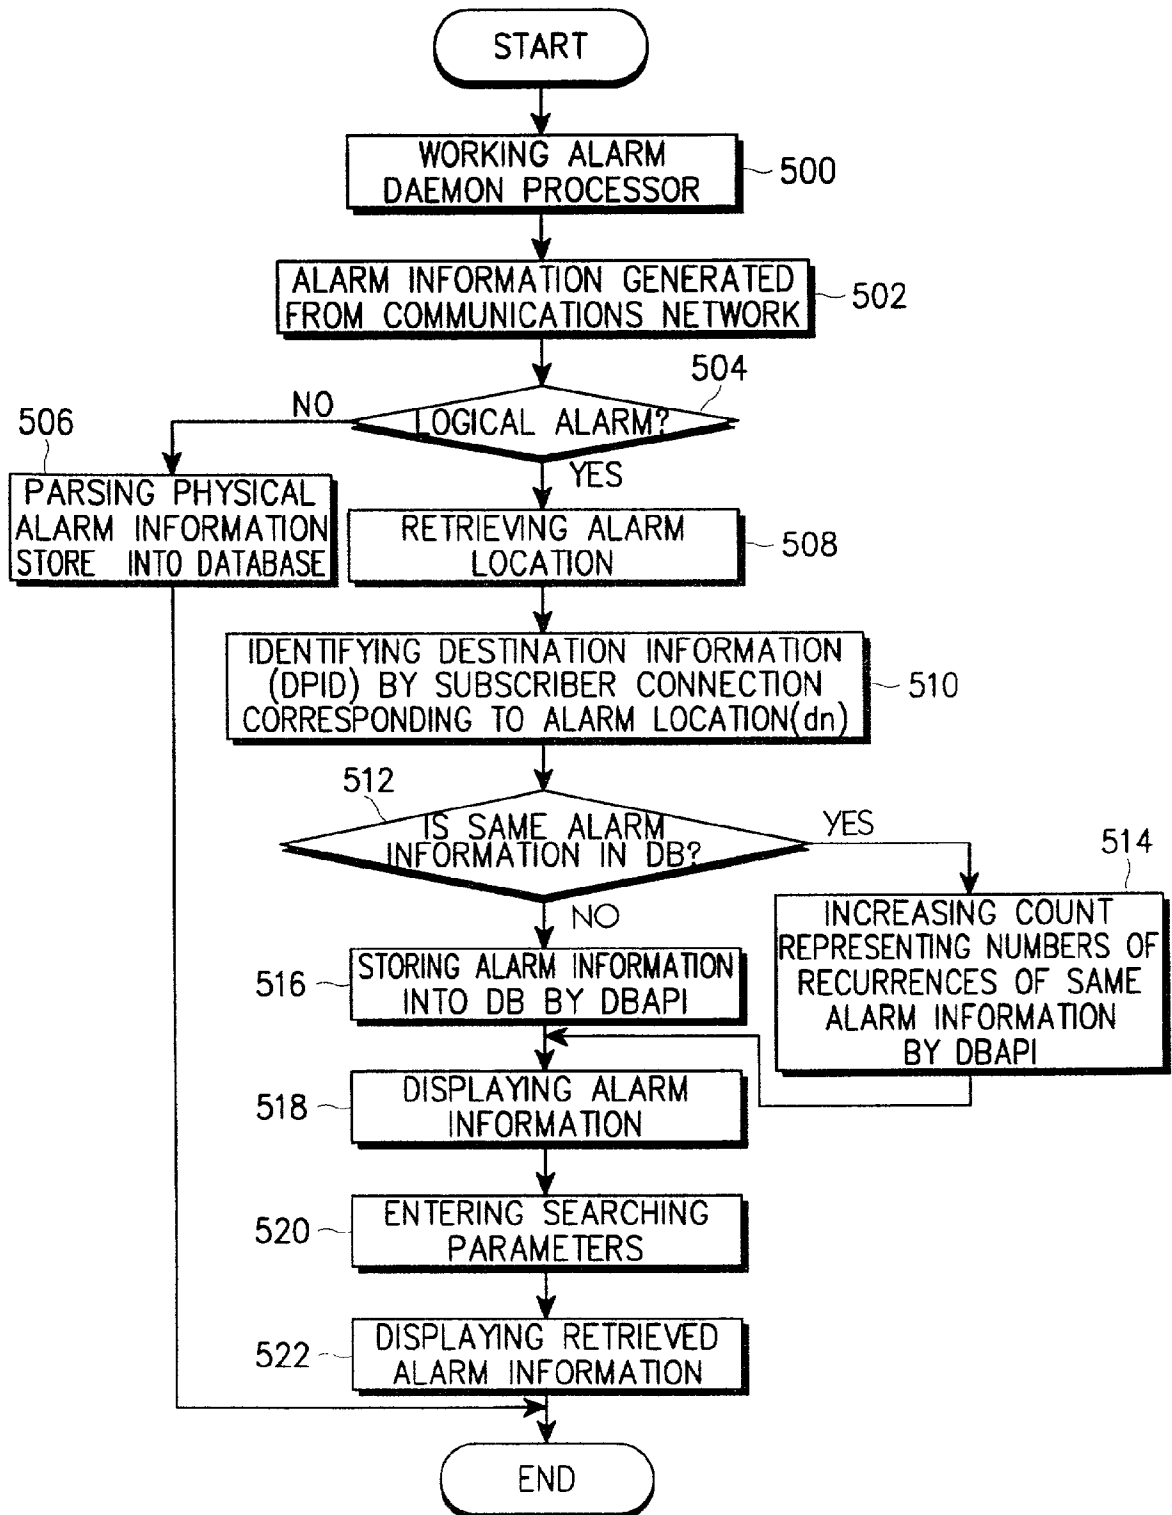 START
WORKING ALARM
DAEMON PROCESSOR
500
ALARM INFORMATION GENERATED
FROM COMMUNICATIONS NETWORK
502
504
LOGICAL ALARM?
NO
YES
506
PARSING PHYSICAL
ALARM INFORMATION
STORE INTO DATABASE
RETRIEVING ALARM
LOCATION
508
IDENTIFYING DESTINATION INFORMATION
(DPID) BY SUBSCRIBER CONNECTION
CORRESPONDING TO ALARM LOCATION(dn)
510
512
IS SAME ALARM
INFORMATION IN DB?
YES
NO
514
INCREASING COUNT
REPRESENTING NUMBERS OF
RECURRENCES OF SAME
ALARM INFORMATION
BY DBAPI
516
STORING ALARM INFORMATION
INTO DB BY DBAPI
518
DISPLAYING ALARM
INFORMATION
520
ENTERING SEARCHING
PARAMETERS
522
DISPLAYING RETRIEVED
ALARM INFORMATION
END